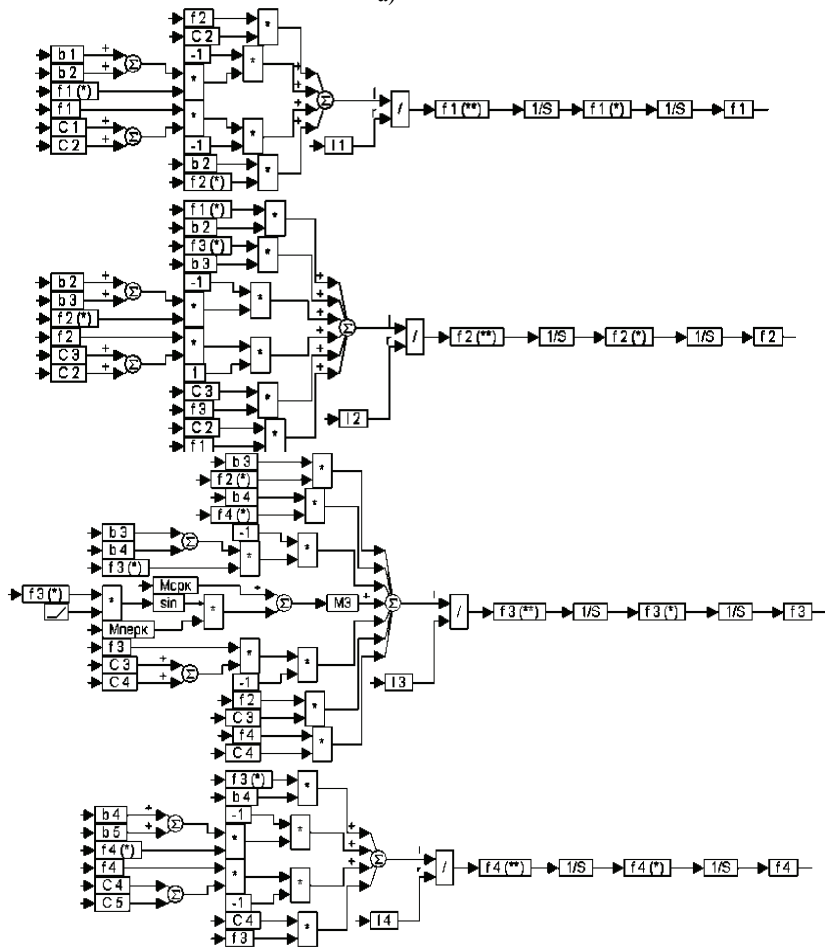 а)
f2
C2
-1
b1
b2
f1(*)
f1
C1
C2
+
+
+
+
*
*
*
*
*
*
Σ
Σ
Σ
-1
b2
f2(*)
+
+
+
+
I1
l
r
/
f1(**)
1/S
f1(*)
1/S
f1
f1(*)
b2
f3(*)
b3
-1
b2
b3
f2(*)
f2
C3
C2
+
+
+
+
*
*
*
*
*
*
*
*
Σ
Σ
Σ
1
C3
f3
C2
f1
+
+
+
+
+
+
I2
l
r
/
f2(**)
1/S
f2(*)
1/S
f2
b3
f2(*)
b4
f4(*)
-1
b3
b4
f3(*)
*
*
*
*
Σ
f3(*)
*
Мсрк
sin
Мперк
*
+
Σ
М3
+
Σ
f3
C3
C4
+
+
Σ
*
*
-1
f2
C3
f4
C4
*
*
I3
l
/
f3(**)
1/S
f3(*)
1/S
f3
f3(*)
b4
-1
b4
b5
f4(*)
f4
C4
C5
+
+
*
*
*
*
*
*
Σ
Σ
Σ
-1
C4
f3
+
+
+
+
I4
l
r
/
f4(**)
1/S
f4(*)
1/S
f4